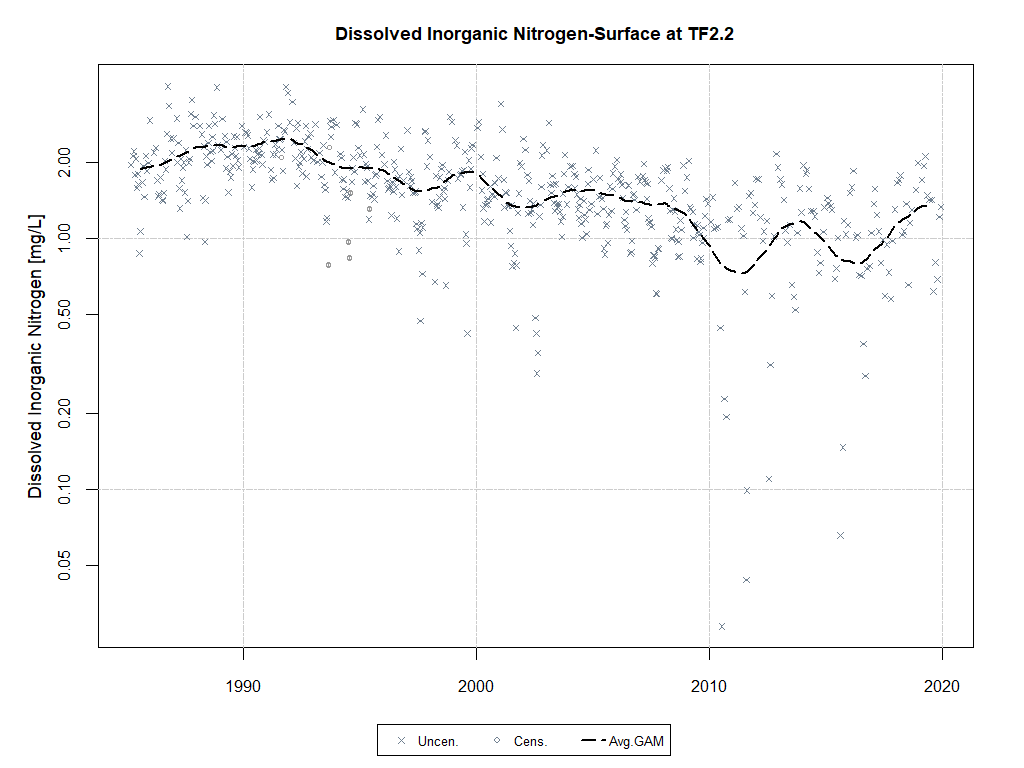 Dissolved Inorganic Nitrogen-Surface at TF2.2
Dissolved Inorganic Nitrogen [mg/L]
2.00
1.00
0.50
0.20
0.10
0.05
1990 2000 2010 2020
Uncen. Cens. Avg.GAM